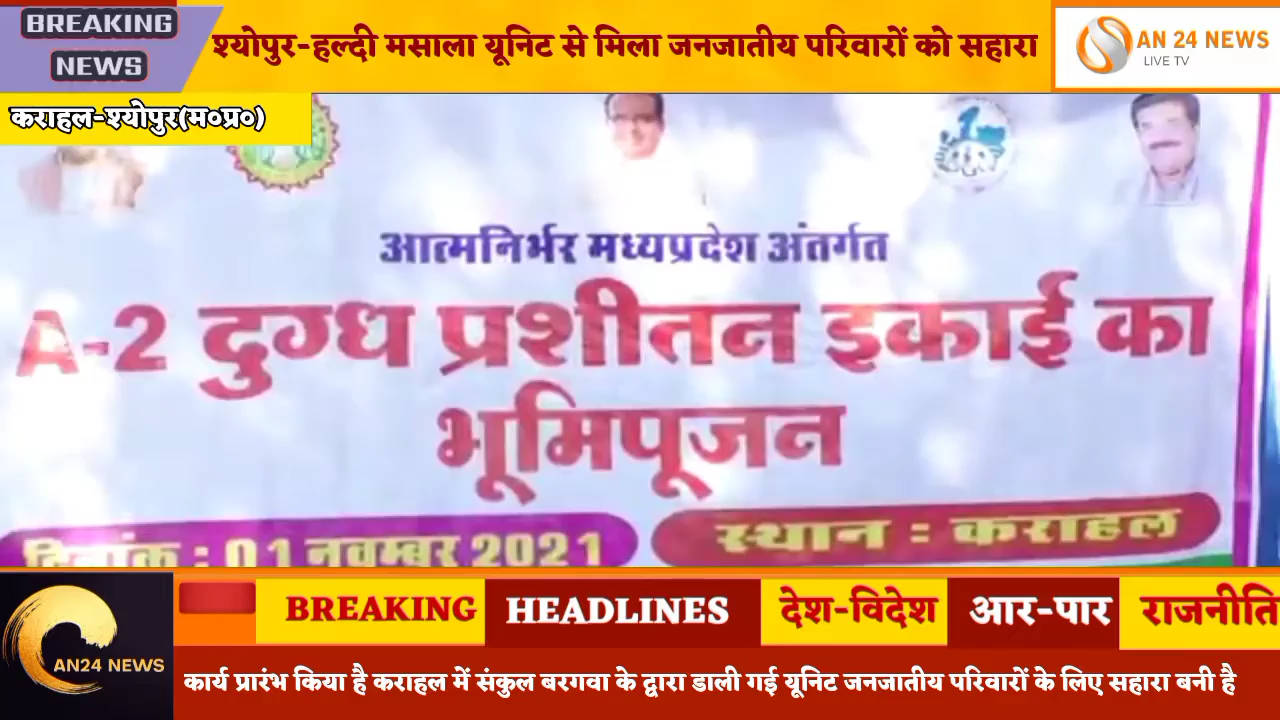 BREAKING
NEWS
श्योपुर-हल्दी मसाला यूनिट से मिला जनजातीय परिवारों को सहारा
AN 24 NEWS
LIVE TV
कराहल-श्योपुर(म०प्र०)
आत्मनिर्भर मध्यप्रदेश अंतर्गत
A-2 दुग्ध प्रशीतन इकाई का
भूमिपूजन
दिनांक : 01 नवम्बर 2021
स्थान : कराहल
BREAKING HEADLINES देश-विदेश आर-पार राजनीति
AN24 NEWS
कार्य प्रारंभ किया है कराहल में संकुल बरगवा के द्वारा डाली गई यूनिट जनजातीय परिवारों के लिए सहारा बनी है